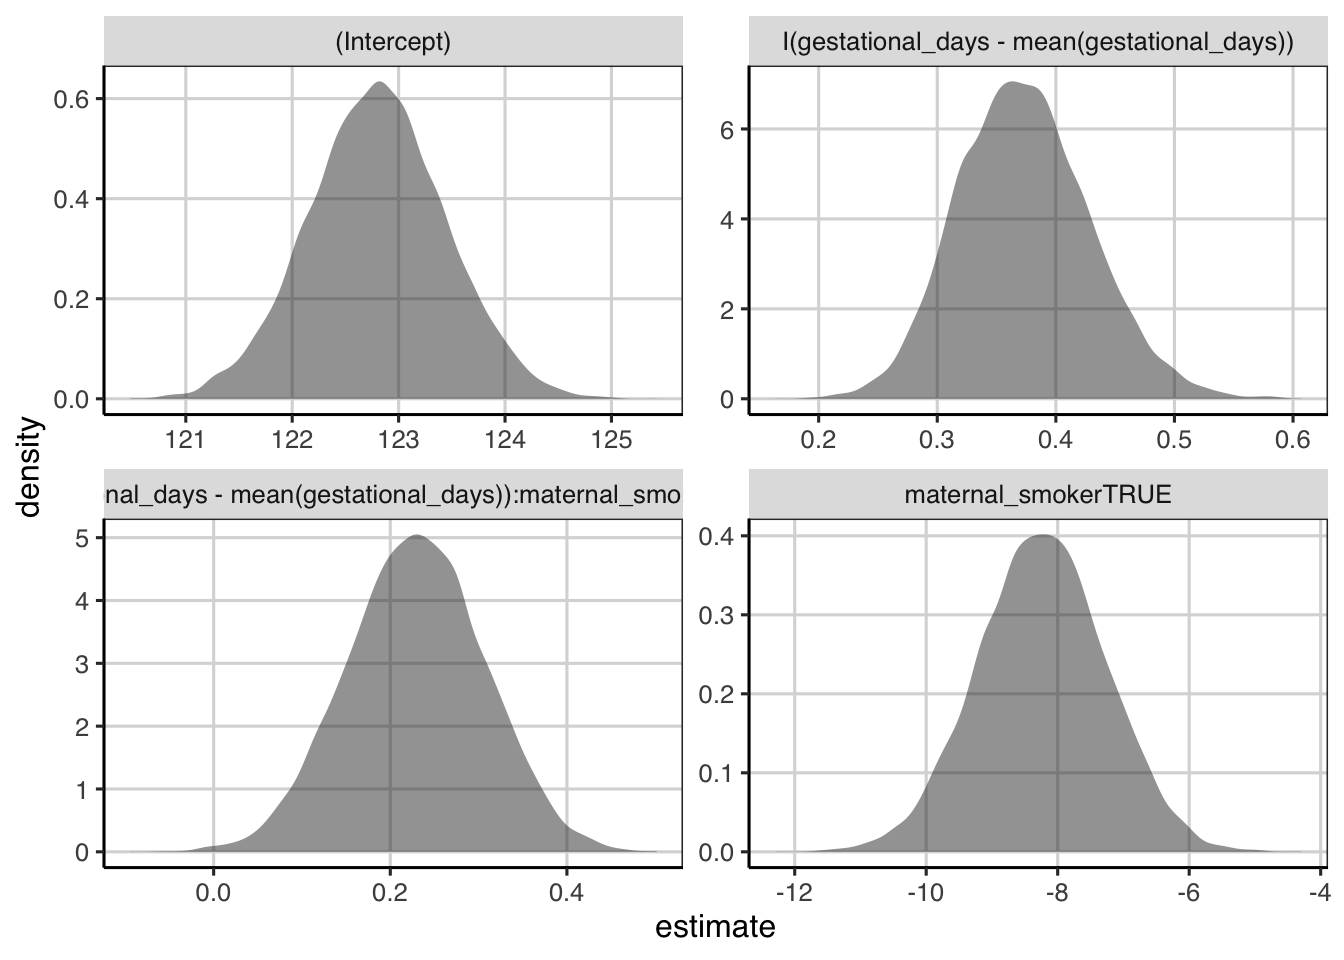 (Intercept)
I(gestational_days - mean(gestational_days))
0.6
0.4
0.2
0.0
121 122 123 124 125
6
4
2
0
0.2 0.3 0.4 0.5 0.6
nal_days - mean(gestational_days)):maternal_smo
maternal_smokerTRUE
5
4
3
2
1
0
0.0 0.2 0.4
0.4
0.3
0.2
0.1
0.0
-12 -10 -8 -6 -4
density
estimate